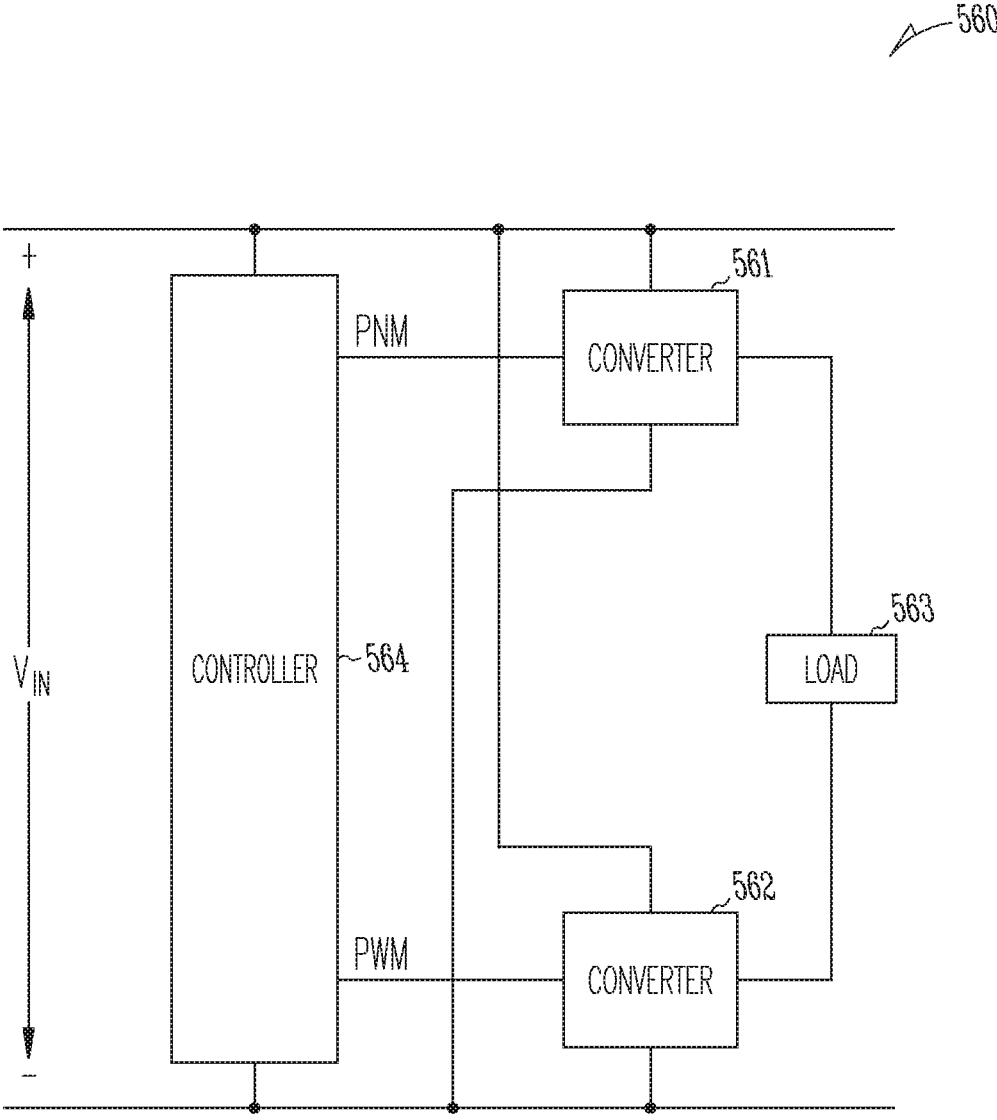 560
+
561
PNM
CONVERTER
563
LOAD
V_IN
CONTROLLER
564
562
PWM
CONVERTER
−